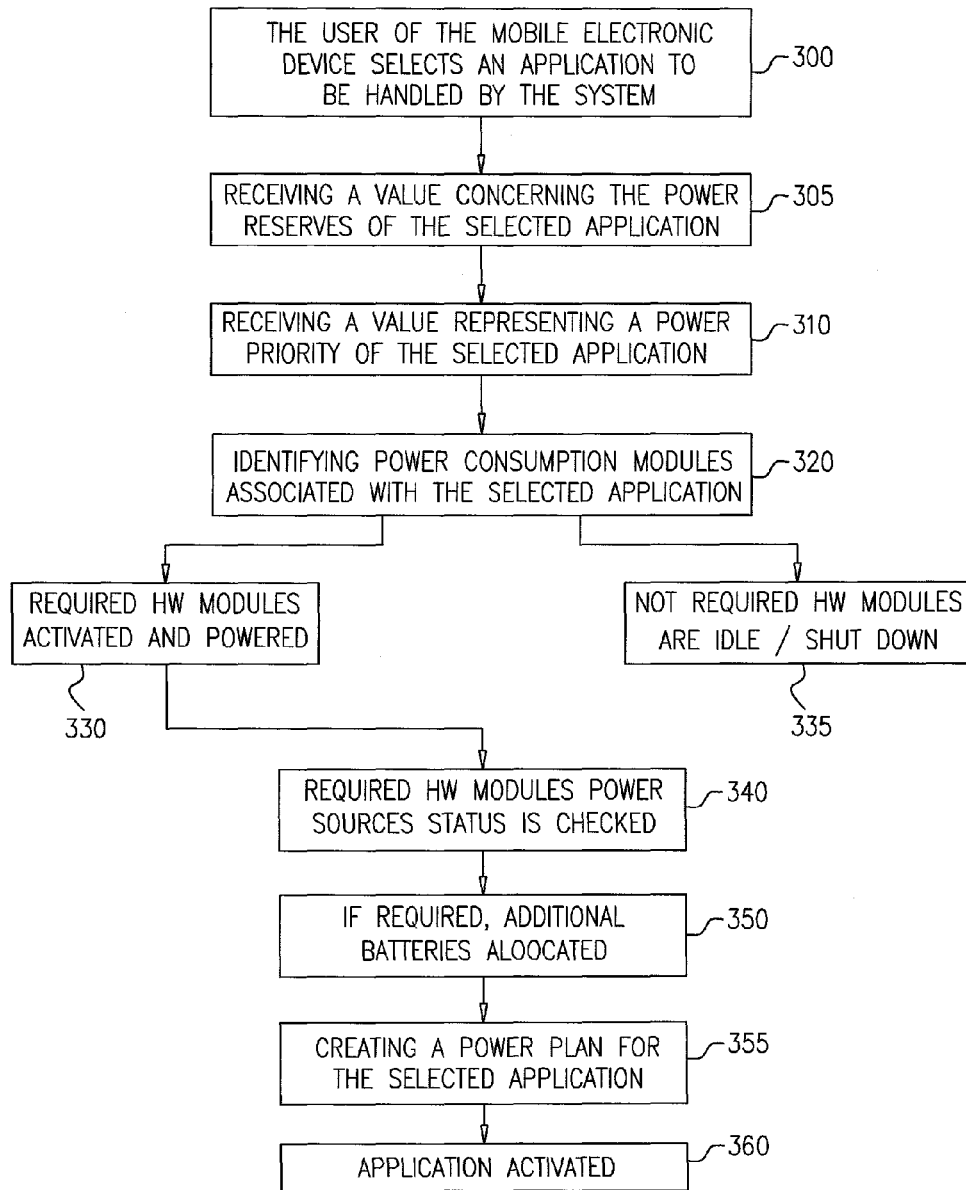 THE USER OF THE MOBILE ELECTRONIC
DEVICE SELECTS AN APPLICATION TO
BE HANDLED BY THE SYSTEM
300
RECEIVING A VALUE CONCERNING THE POWER
RESERVES OF THE SELECTED APPLICATION
305
RECEIVING A VALUE REPRESENTING A POWER
PRIORITY OF THE SELECTED APPLICATION
310
IDENTIFYING POWER CONSUMPTION MODULES
ASSOCIATED WITH THE SELECTED APPLICATION
320
REQUIRED HW MODULES
ACTIVATED AND POWERED
330
NOT REQUIRED HW MODULES
ARE IDLE / SHUT DOWN
335
REQUIRED HW MODULES POWER
SOURCES STATUS IS CHECKED
340
IF REQUIRED, ADDITIONAL
BATTERIES ALOOCATED
350
CREATING A POWER PLAN FOR
THE SELECTED APPLICATION
355
APPLICATION ACTIVATED
360